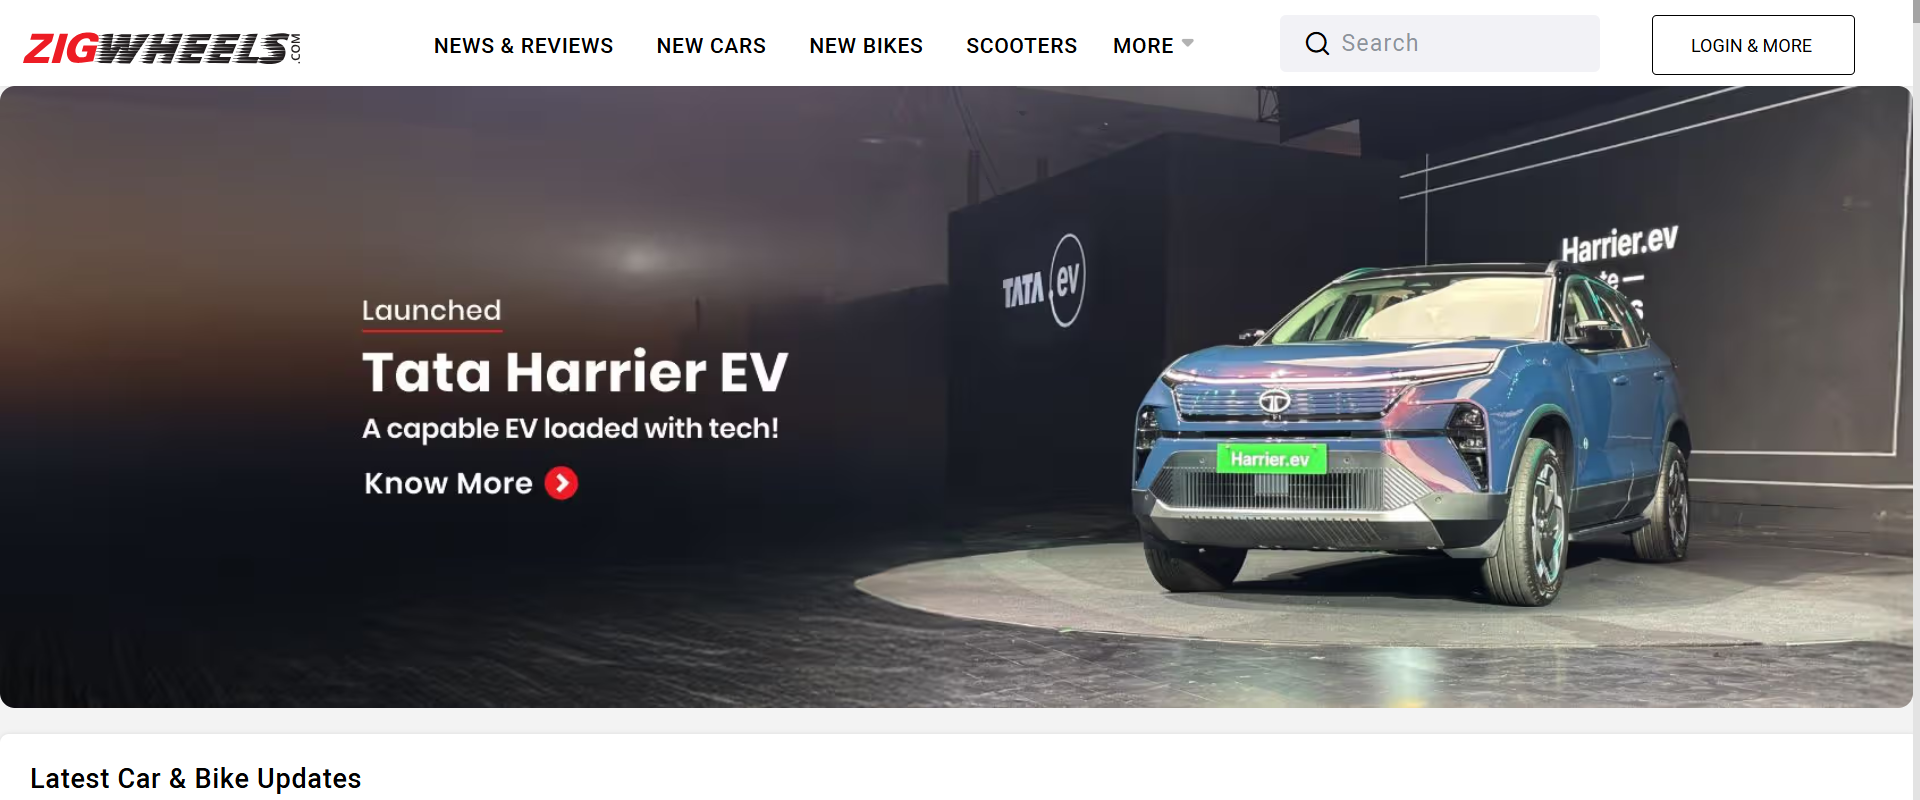 ZIGWHEELS.COM
NEWS & REVIEWS
NEW CARS
NEW BIKES
SCOOTERS
MORE
Search
LOGIN & MORE
Launched
Tata Harrier EV
A capable EV loaded with tech!
Know More
TATA .ev
Harrier.ev
Harrier.ev
Latest Car & Bike Updates